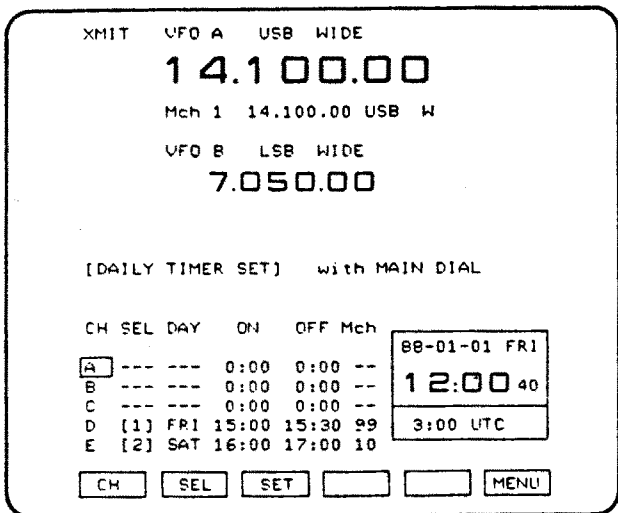 XMIT VFO A USB WIDE
14.100.00
Mch 1 14.100.00 USB W
VFO B LSB WIDE
7.050.00
[DAILY TIMER SET] with MAIN DIAL
CH SEL DAY ON OFF Mch
A --- --- 0:00 0:00 --
B --- --- 0:00 0:00 --
C --- --- 0:00 0:00 --
D [1] FRI 15:00 15:30 99
E [2] SAT 16:00 17:00 10
88-01-01 FRI
12:00 40
3:00 UTC
CH SEL SET MENU